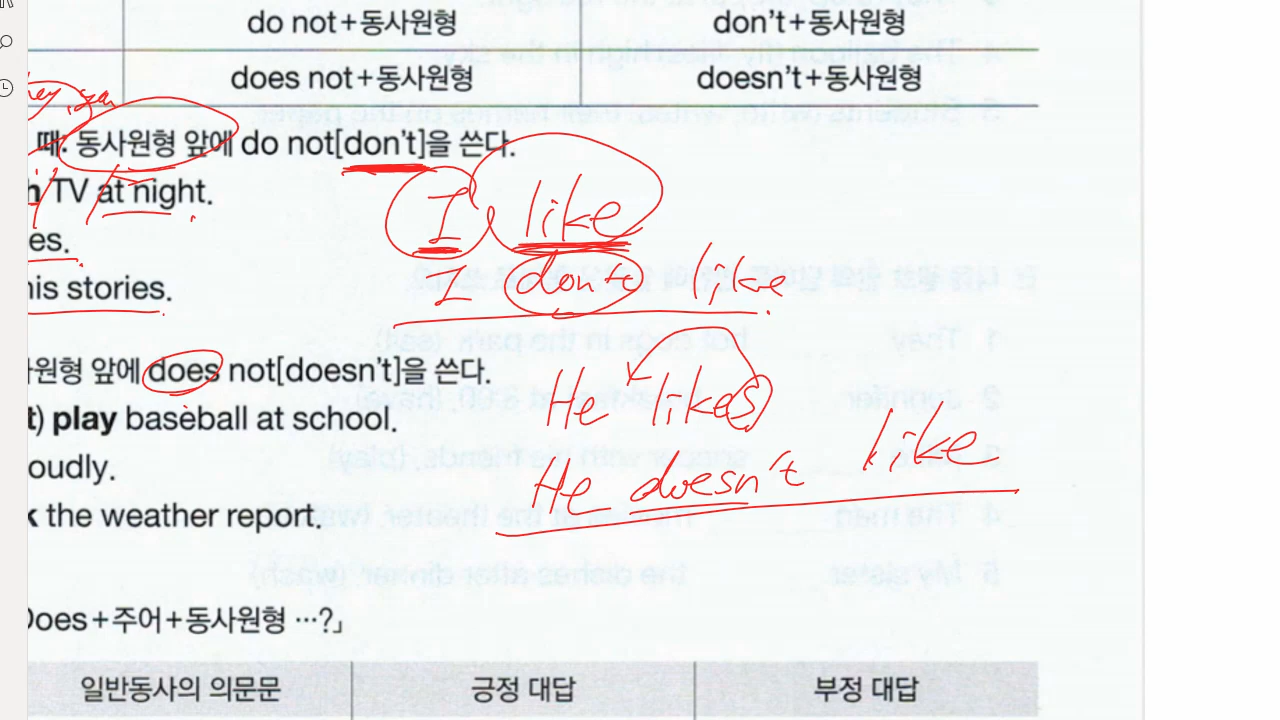 do not+동사원형 don't+동사원형
does not+동사원형 doesn't+동사원형
때. 동사원형 앞에 do not[don't]을 쓴다.
TV at night.
I like
es.
I don't like
his stories.
원형 앞에 does not[doesn't]을 쓴다.
He likes
t) play baseball at school.
like
oudly.
He doesn't
k the weather report.
Does+주어+동사원형 …?」
일반동사의 의문문 긍정 대답 부정 대답